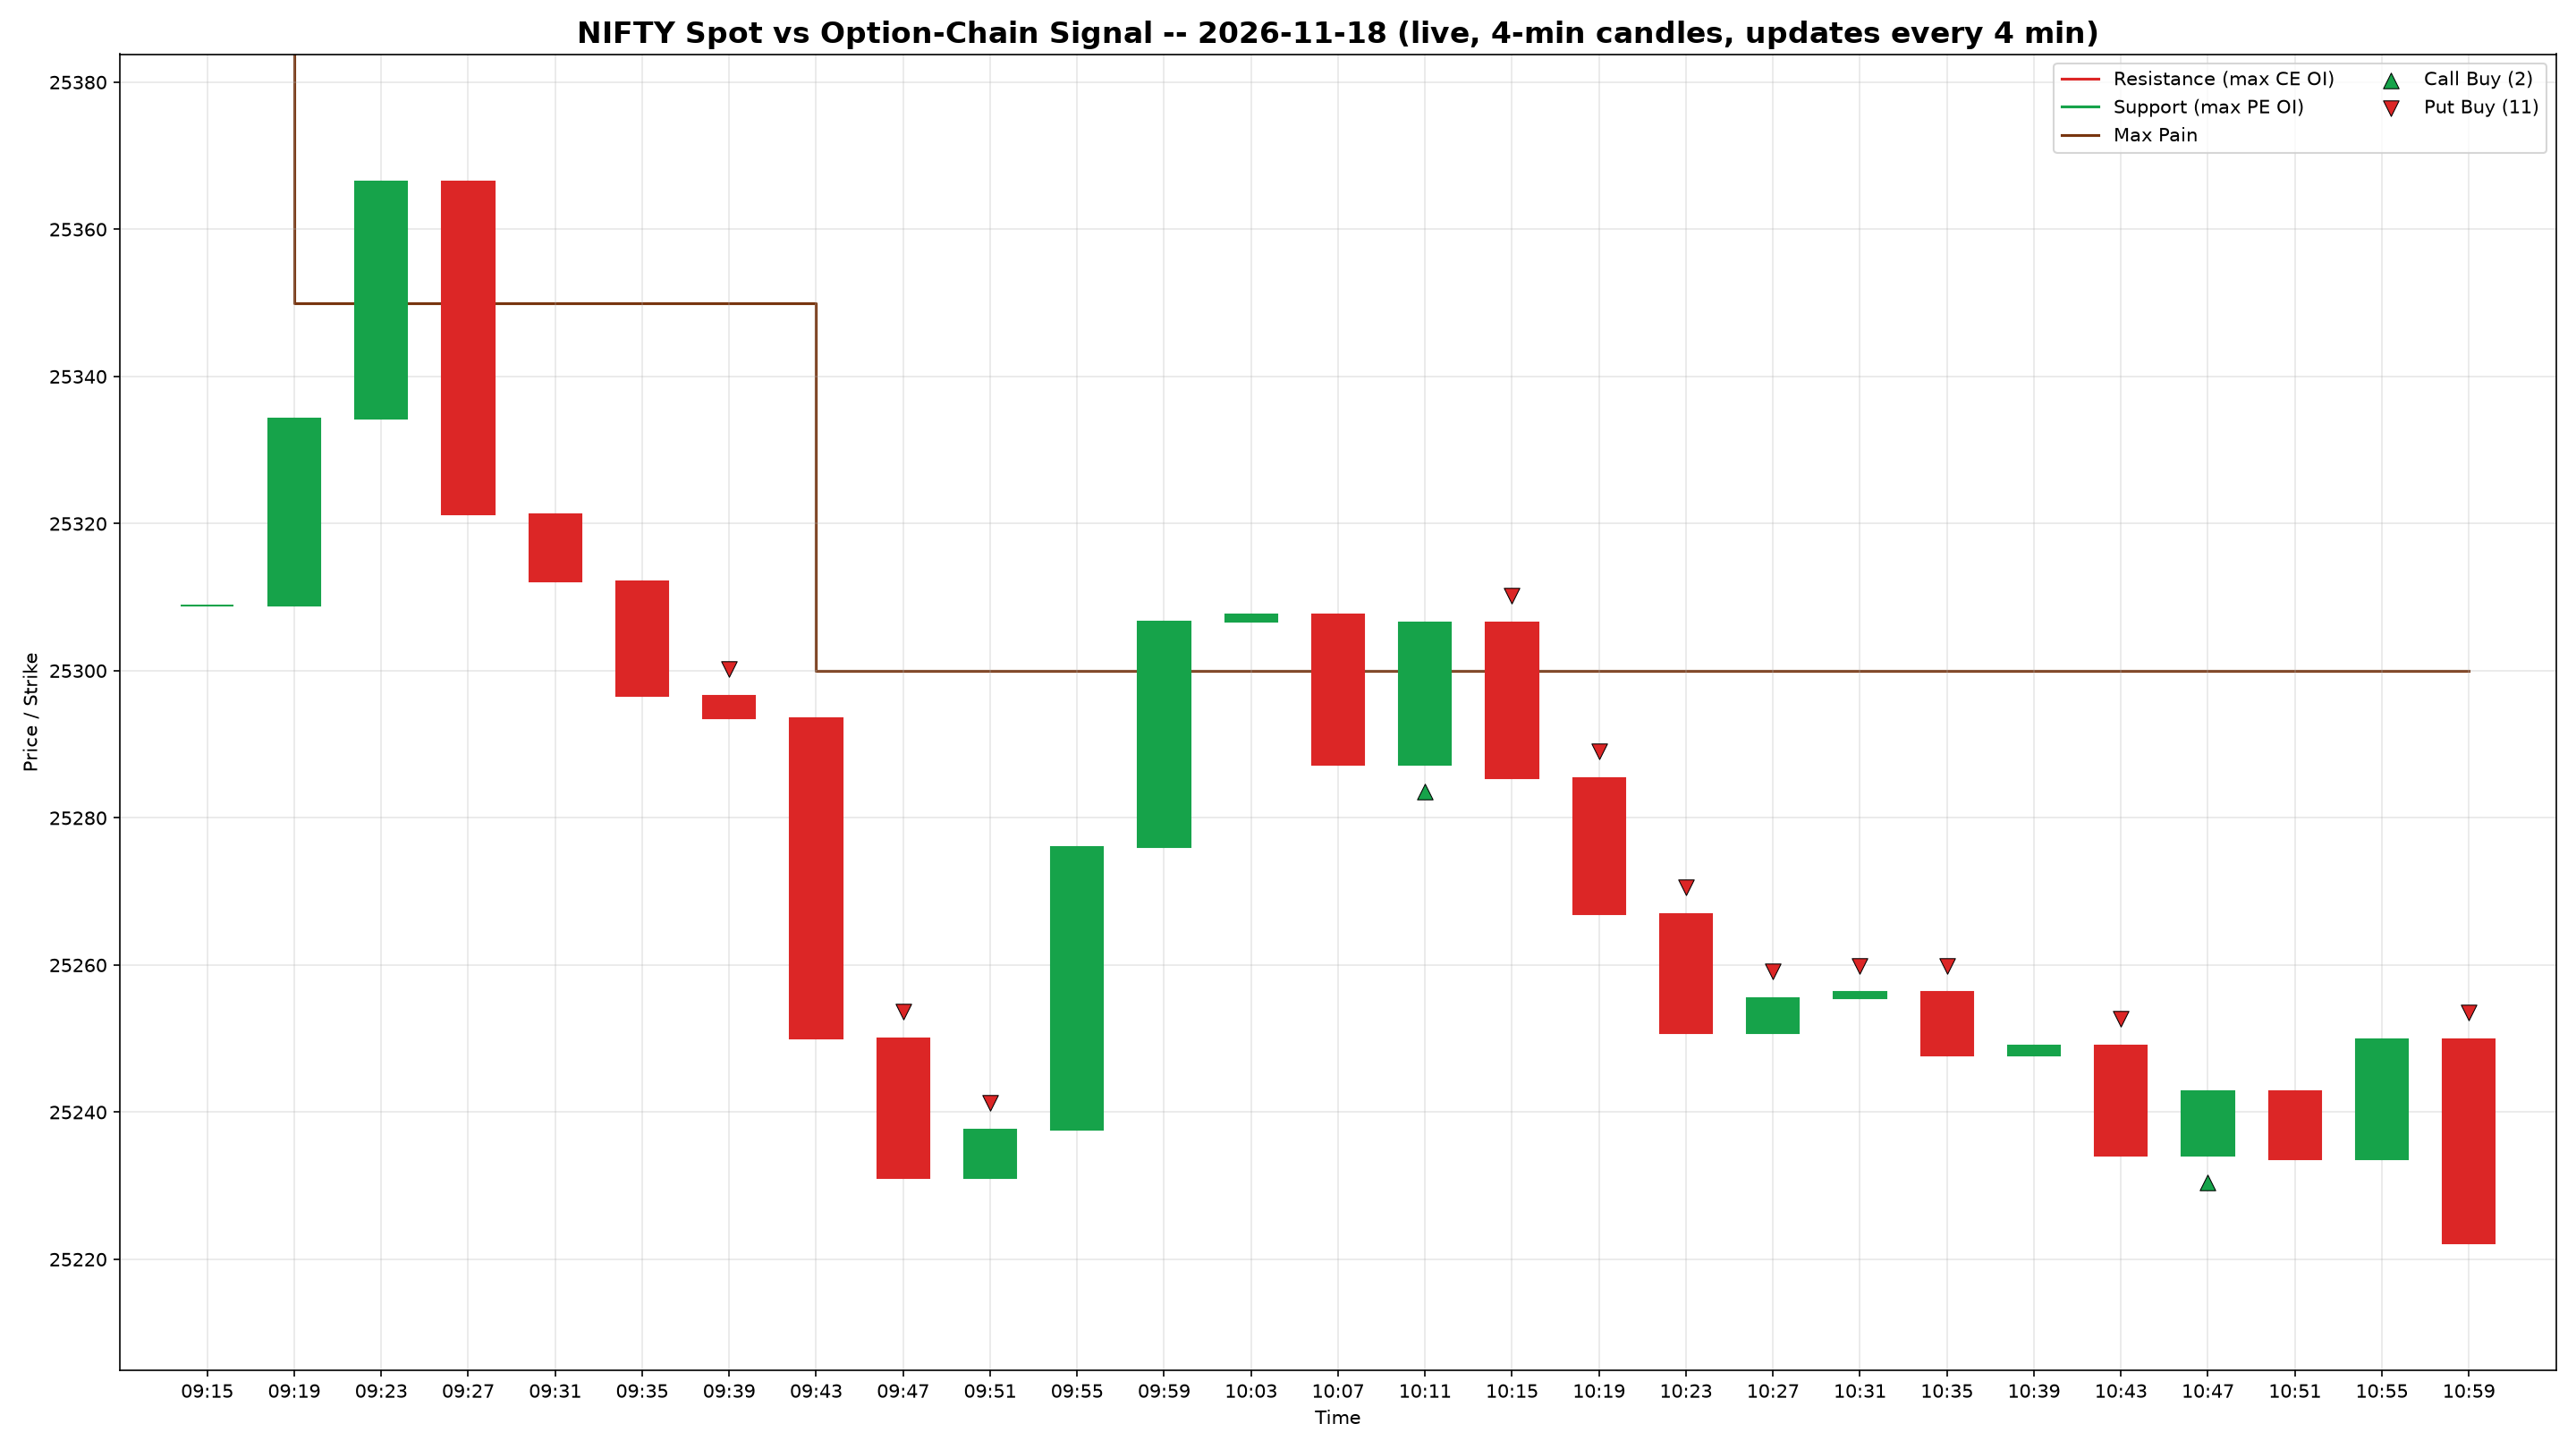 NIFTY Spot vs Option-Chain Signal -- 2026-11-18 (live, 4-min candles, updates every 4 min)
Resistance (max CE OI)
Support (max PE OI)
Max Pain
Call Buy (2)
Put Buy (11)
Price / Strike
25380
25360
25340
25320
25300
25280
25260
25240
25220
09:15 09:19 09:23 09:27 09:31 09:35 09:39 09:43 09:47 09:51 09:55 09:59 10:03 10:07 10:11 10:15 10:19 10:23 10:27 10:31 10:35 10:39 10:43 10:47 10:51 10:55 10:59
Time